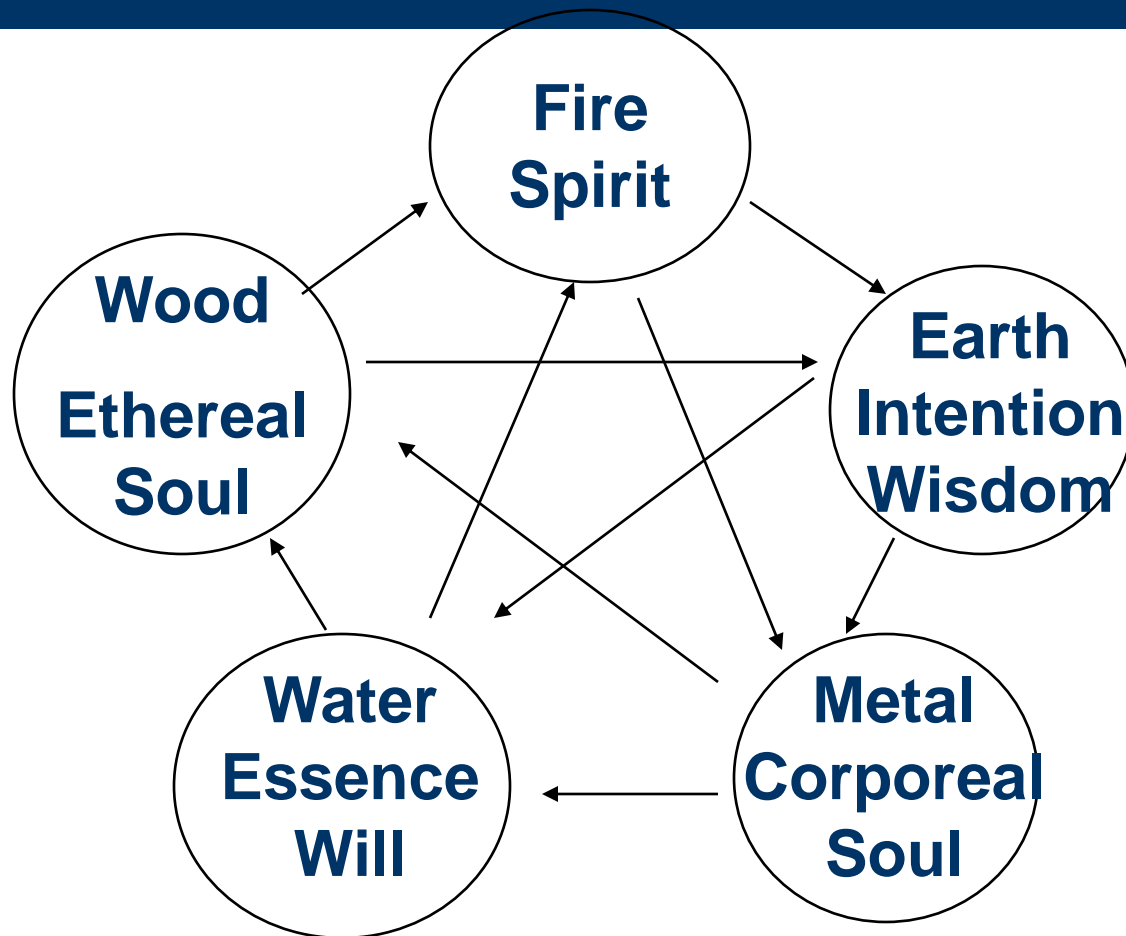 Fire
Spirit
Wood
Ethereal
Soul
Earth
Intention
Wisdom
Water
Essence
Will
Metal
Corporeal
Soul